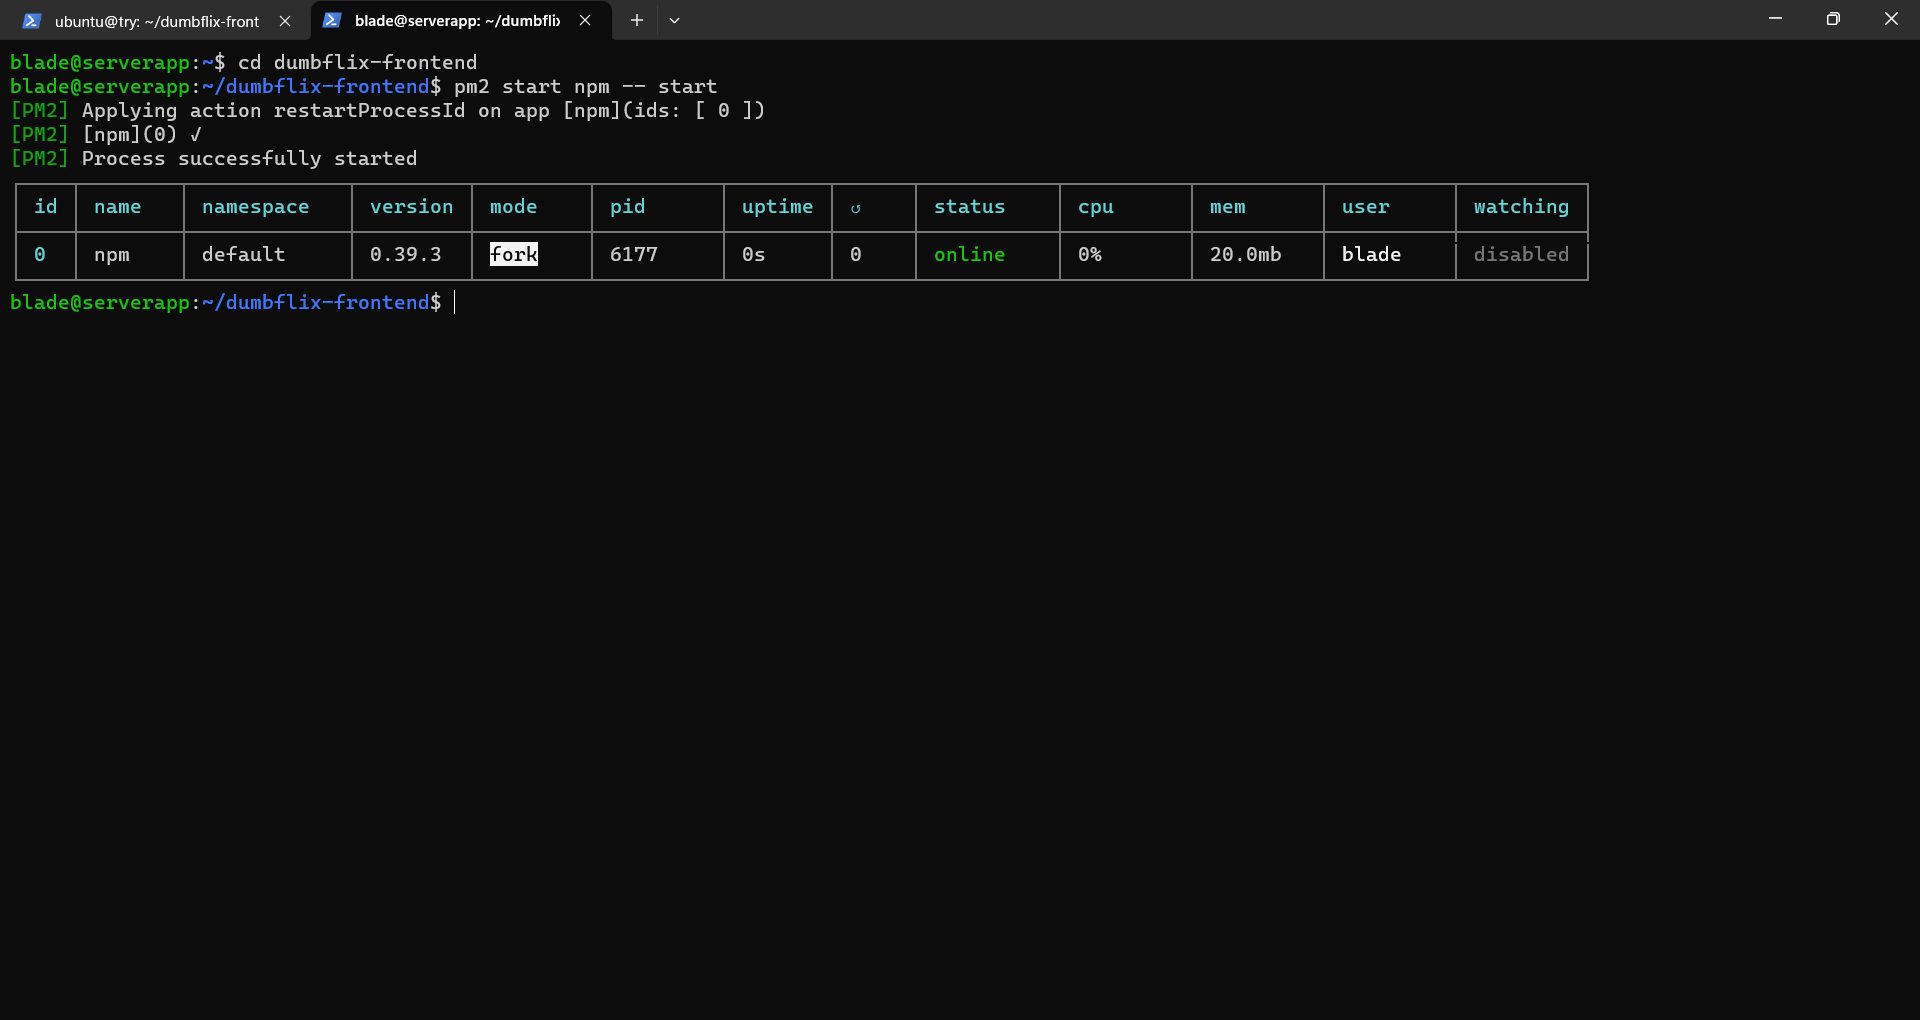 ubuntu@try: ~/dumbflix-front
blade@serverapp: ~/dumbflix
blade@serverapp:~$ cd dumbflix-frontend
blade@serverapp:~/dumbflix-frontend$ pm2 start npm -- start
[PM2] Applying action restartProcessId on app [npm](ids: [ 0 ])
[PM2] [npm](0) ✓
[PM2] Process successfully started
id name namespace version mode pid uptime ↺ status cpu mem user watching
0 npm default 0.39.3 fork 6177 0s 0 online 0% 20.0mb blade disabled
blade@serverapp:~/dumbflix-frontend$